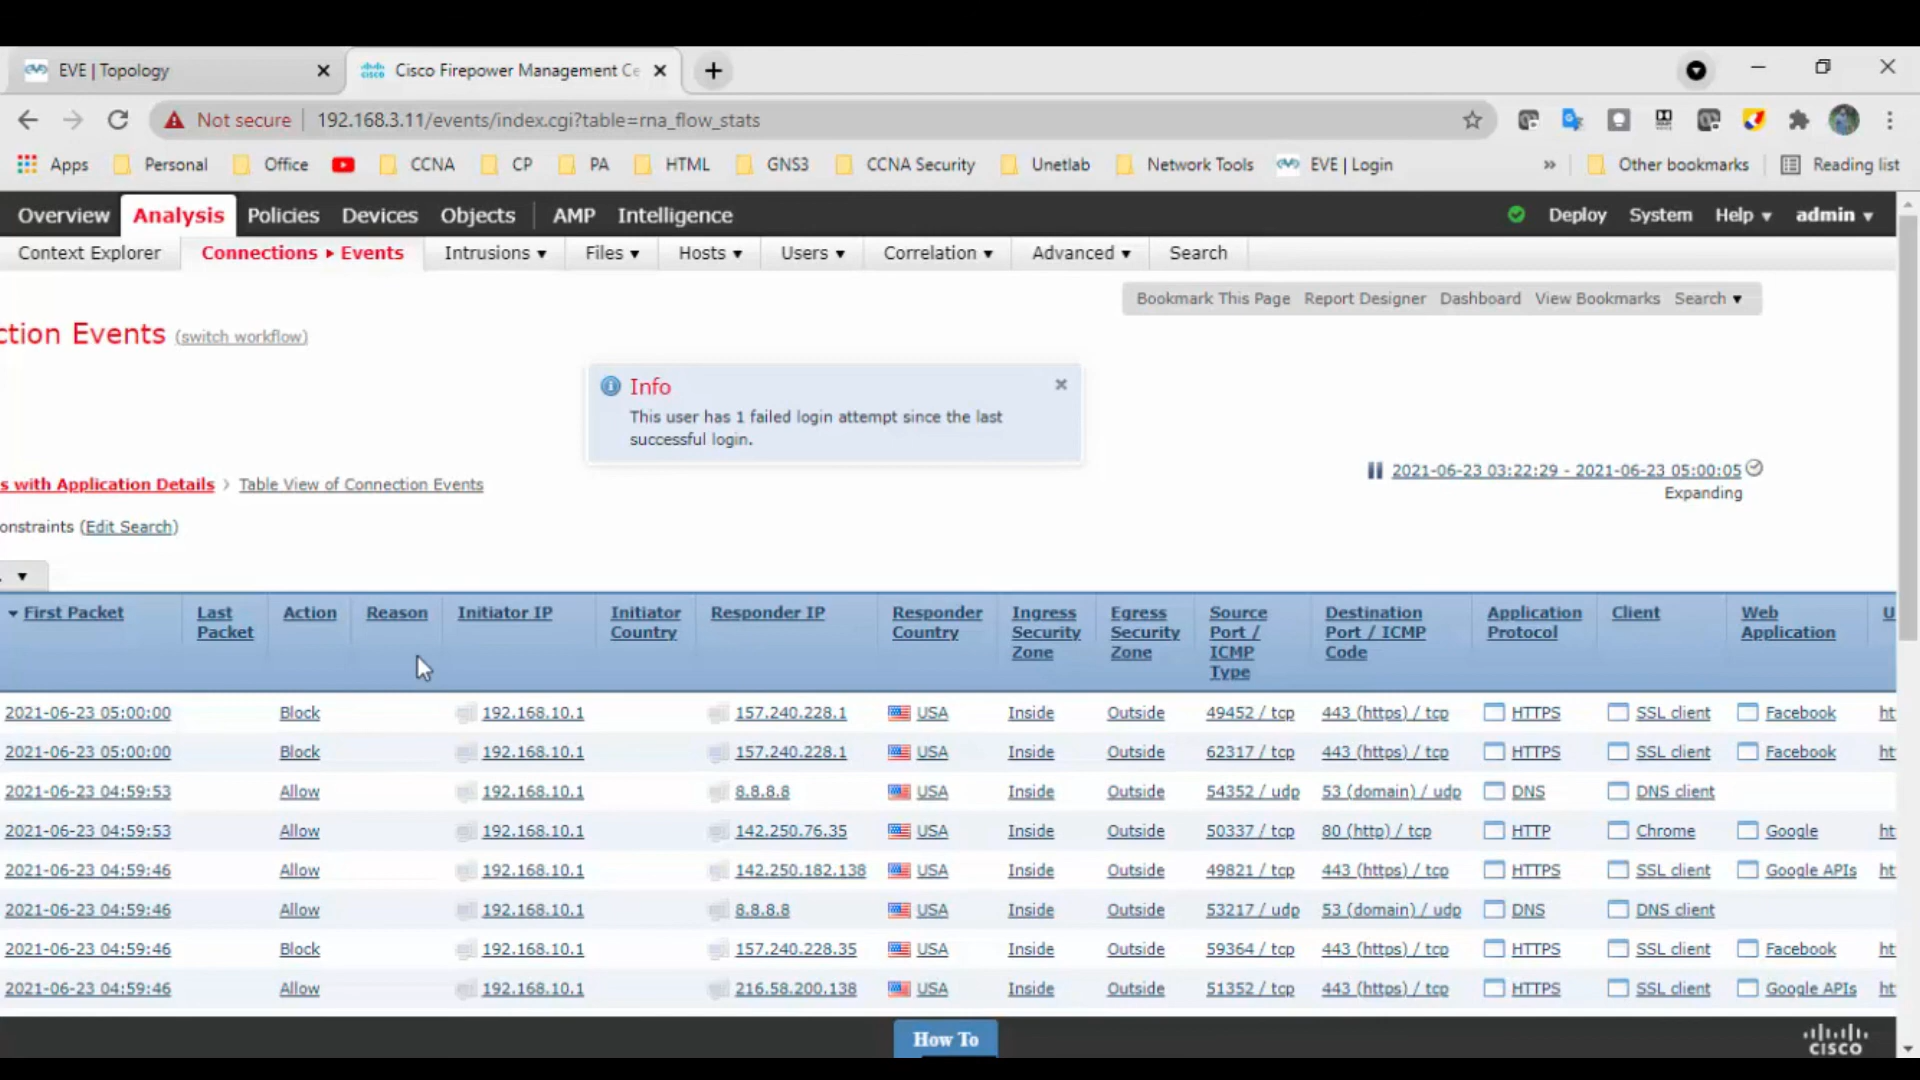 EVE | Topology
Cisco Firepower Management Ce
Not secure
192.168.3.11/events/index.cgi?table=rna_flow_stats
Apps Personal Office CCNA CP PA HTML GNS3 CCNA Security Unetlab Network Tools EVE | Login » Other bookmarks Reading list
Overview Analysis Policies Devices Objects AMP Intelligence Deploy System Help admin
Context Explorer Connections ▸ Events Intrusions Files Hosts Users Correlation Advanced Search
Bookmark This Page Report Designer Dashboard View Bookmarks Search
ction Events (switch workflow)
Info
This user has 1 failed login attempt since the last
successful login.
2021-06-23 03:22:29 - 2021-06-23 05:00:05
Expanding
s with Application Details > Table View of Connection Events
onstraints (Edit Search)
First Packet Last Packet Action Reason Initiator IP Initiator Country Responder IP Responder Country Ingress Security Zone Egress Security Zone Source Port / ICMP Type Destination Port / ICMP Code Application Protocol Client Web Application U
2021-06-23 05:00:00 Block 192.168.10.1 157.240.228.1 USA Inside Outside 49452 / tcp 443 (https) / tcp HTTPS SSL client Facebook ht
2021-06-23 05:00:00 Block 192.168.10.1 157.240.228.1 USA Inside Outside 62317 / tcp 443 (https) / tcp HTTPS SSL client Facebook ht
2021-06-23 04:59:53 Allow 192.168.10.1 8.8.8.8 USA Inside Outside 54352 / udp 53 (domain) / udp DNS DNS client
2021-06-23 04:59:53 Allow 192.168.10.1 142.250.76.35 USA Inside Outside 50337 / tcp 80 (http) / tcp HTTP Chrome Google ht
2021-06-23 04:59:46 Allow 192.168.10.1 142.250.182.138 USA Inside Outside 49821 / tcp 443 (https) / tcp HTTPS SSL client Google APIs ht
2021-06-23 04:59:46 Allow 192.168.10.1 8.8.8.8 USA Inside Outside 53217 / udp 53 (domain) / udp DNS DNS client
2021-06-23 04:59:46 Block 192.168.10.1 157.240.228.35 USA Inside Outside 59364 / tcp 443 (https) / tcp HTTPS SSL client Facebook ht
2021-06-23 04:59:46 Allow 192.168.10.1 216.58.200.138 USA Inside Outside 51352 / tcp 443 (https) / tcp HTTPS SSL client Google APIs ht
How To
CISCO